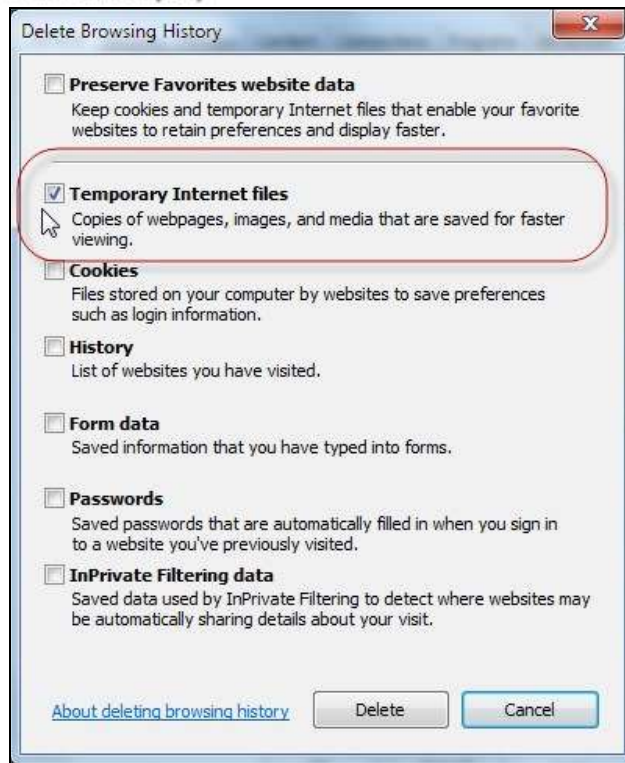 Delete Browsing History
Preserve Favorites website data
Keep cookies and temporary Internet files that enable your favorite
websites to retain preferences and display faster.
Temporary Internet files
Copies of webpages, images, and media that are saved for faster
viewing.
Cookies
Files stored on your computer by websites to save preferences
such as login information.
History
List of websites you have visited.
Form data
Saved information that you have typed into forms.
Passwords
Saved passwords that are automatically filled in when you sign in
to a website you've previously visited.
InPrivate Filtering data
Saved data used by InPrivate Filtering to detect where websites may
be automatically sharing details about your visit.
About deleting browsing history
Delete
Cancel